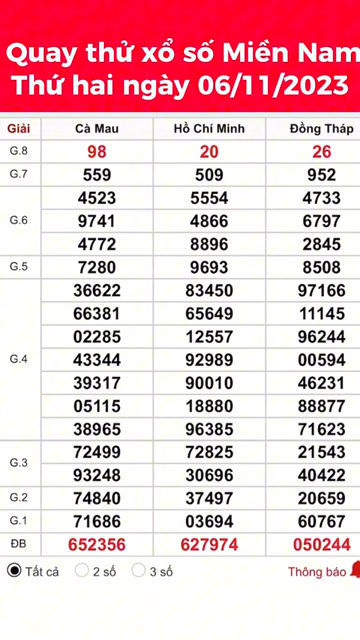 Quay thử xổ số Miền Nam
Thứ hai ngày 06/11/2023
Giải Cà Mau Hồ Chí Minh Đồng Tháp
G.8 98 20 26
G.7 559 509 952
4523 5554 4733
G.6 9741 4866 6797
4772 8896 2845
G.5 7280 9693 8508
36622 83450 97166
66381 65649 11145
02285 12557 96244
G.4 43344 92989 00594
39317 90010 46231
05115 18880 88877
38965 96385 71623
G.3 72499 72825 21543
93248 30696 40422
G.2 74840 37497 20659
G.1 71686 03694 60767
ĐB 652356 627974 050244
Tất cả 2 số 3 số Thông báo